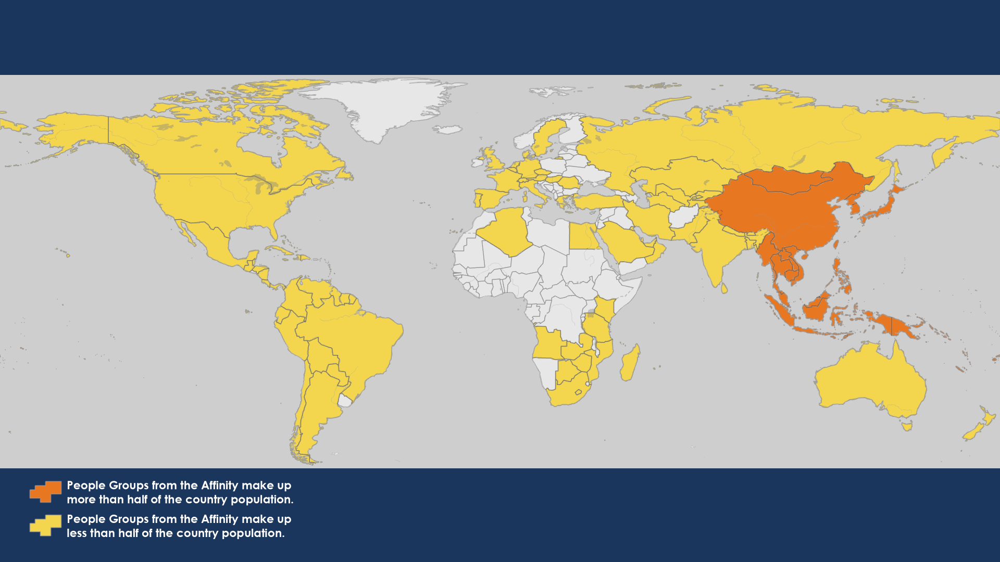 People Groups from the Affinity make up
more than half of the country population.
People Groups from the Affinity make up
less than half of the country population.